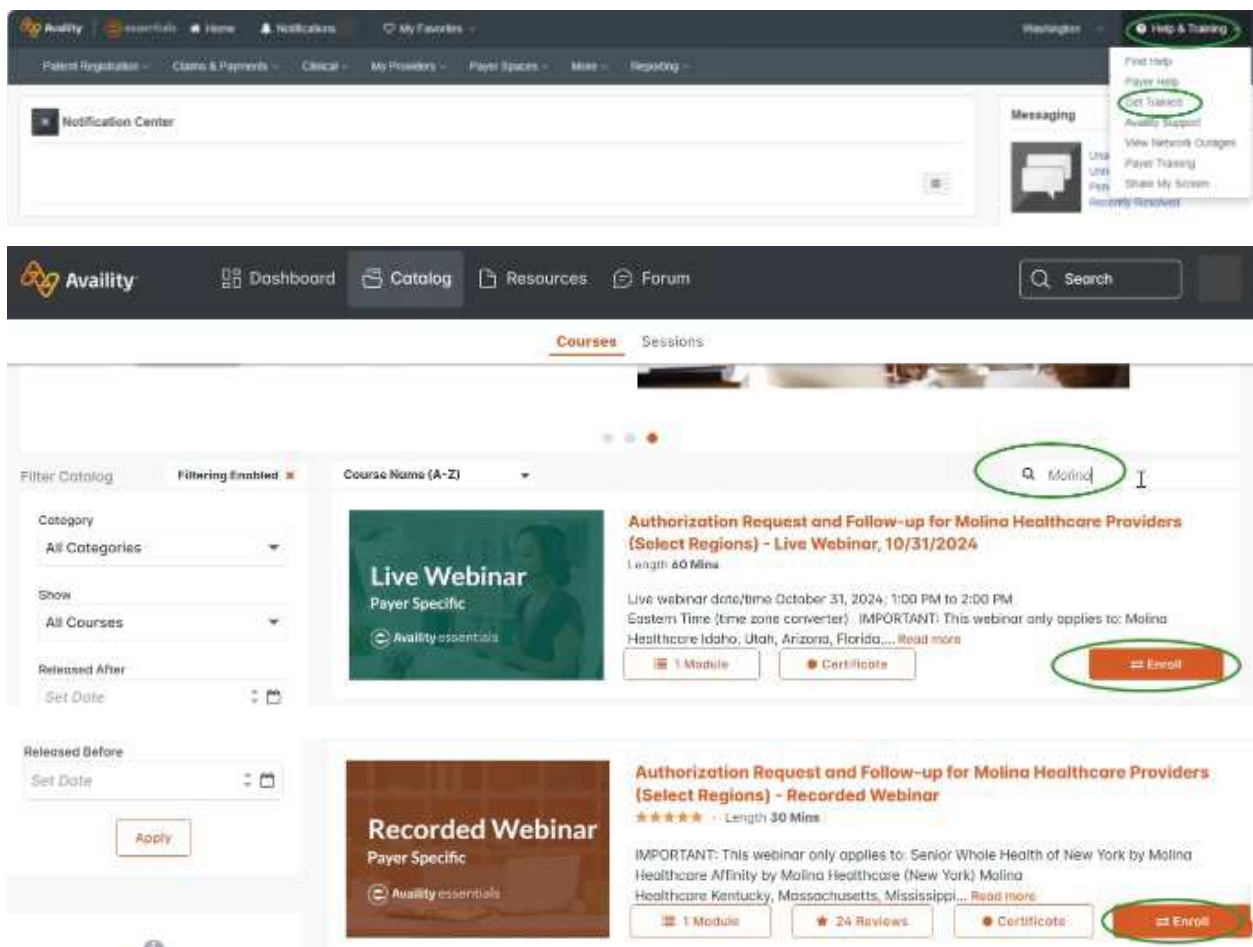 Availity essentials Home Notifications My Favorites Washington Help & Training
Patient Registration Claims & Payments Clinical My Providers Payer Spaces More Reporting
Find Help
Payer Help
Get Trained
Availity Support
View Network Outages
Payer Training
Share My Screen
Notification Center
Messaging
Recently Resolved
Availity Dashboard Catalog Resources Forum Search
Courses Sessions
Filter Catalog Filtering Enabled Course Name (A-Z) Molina
Category
All Categories
Show
All Courses
Released After
Set Date
Live Webinar
Payer Specific
Availity essentials
Authorization Request and Follow-up for Molina Healthcare Providers
(Select Regions) - Live Webinar, 10/31/2024
Length 60 Mins
Live webinar date/time October 31, 2024; 1:00 PM to 2:00 PM
Eastern Time (time zone converter) IMPORTANT: This webinar only applies to: Molina
Healthcare Idaho, Utah, Arizona, Florida,... Read more
1 Module Certificate Enroll
Released Before
Set Date
Apply
Recorded Webinar
Payer Specific
Availity essentials
Authorization Request and Follow-up for Molina Healthcare Providers
(Select Regions) - Recorded Webinar
Length 30 Mins
IMPORTANT: This webinar only applies to: Senior Whole Health of New York by Molina
Healthcare Affinity by Molina Healthcare (New York) Molina
Healthcare Kentucky, Massachusetts, Mississippi... Read more
1 Module 24 Reviews Certificate Enroll